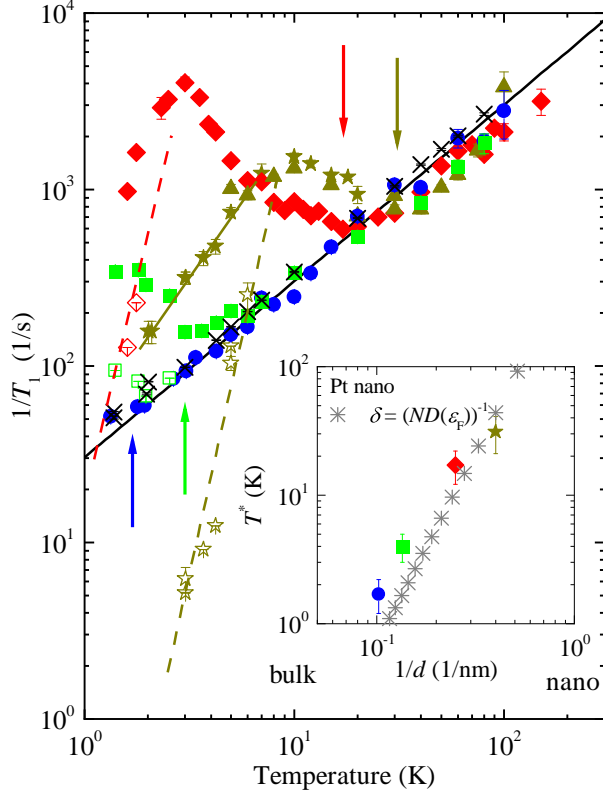 10^4
10^3
10^2
10^1
10^0
1/T_1 (1/s)
10^0
10^1
10^2
Temperature (K)
Pt nano
δ = (ND(ε_F))^-1
10^2
10^1
10^0
T^* (K)
10^-1
10^0
1/d (1/nm)
bulk
nano